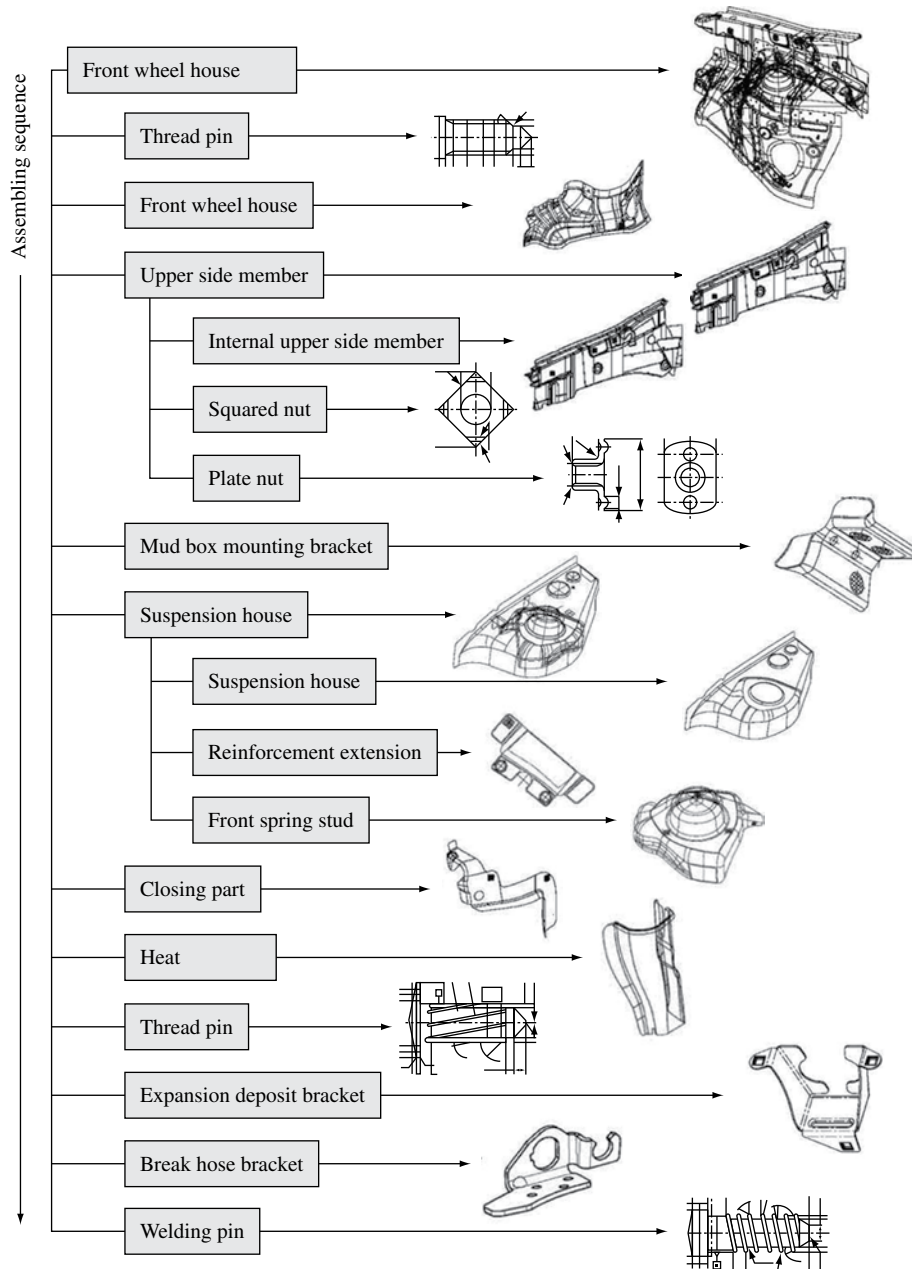 Assembling sequence
Front wheel house
Thread pin
Front wheel house
Upper side member
Internal upper side member
Squared nut
Plate nut
Mud box mounting bracket
Suspension house
Suspension house
Reinforcement extension
Front spring stud
Closing part
Heat
Thread pin
Expansion deposit bracket
Break hose bracket
Welding pin